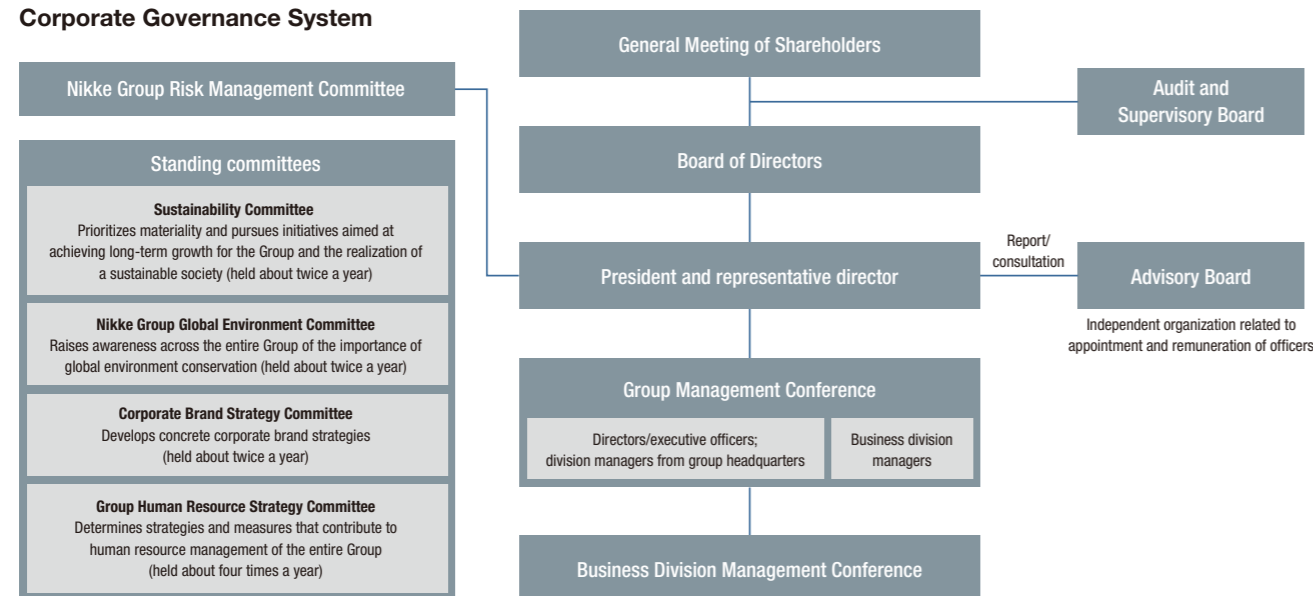 Corporate Governance System
Nikke Group Risk Management Committee
Standing committees
Sustainability Committee
Prioritizes materiality and pursues initiatives aimed at
achieving long-term growth for the Group and the realization of
a sustainable society (held about twice a year)
Nikke Group Global Environment Committee
Raises awareness across the entire Group of the importance of
global environment conservation (held about twice a year)
Corporate Brand Strategy Committee
Develops concrete corporate brand strategies
(held about twice a year)
Group Human Resource Strategy Committee
Determines strategies and measures that contribute to
human resource management of the entire Group
(held about four times a year)
General Meeting of Shareholders
Audit and
Supervisory Board
Board of Directors
President and representative director
Report/
consultation
Advisory Board
Independent organization related to
appointment and remuneration of officers
Group Management Conference
Directors/executive officers;
division managers from group headquarters
Business division
managers
Business Division Management Conference